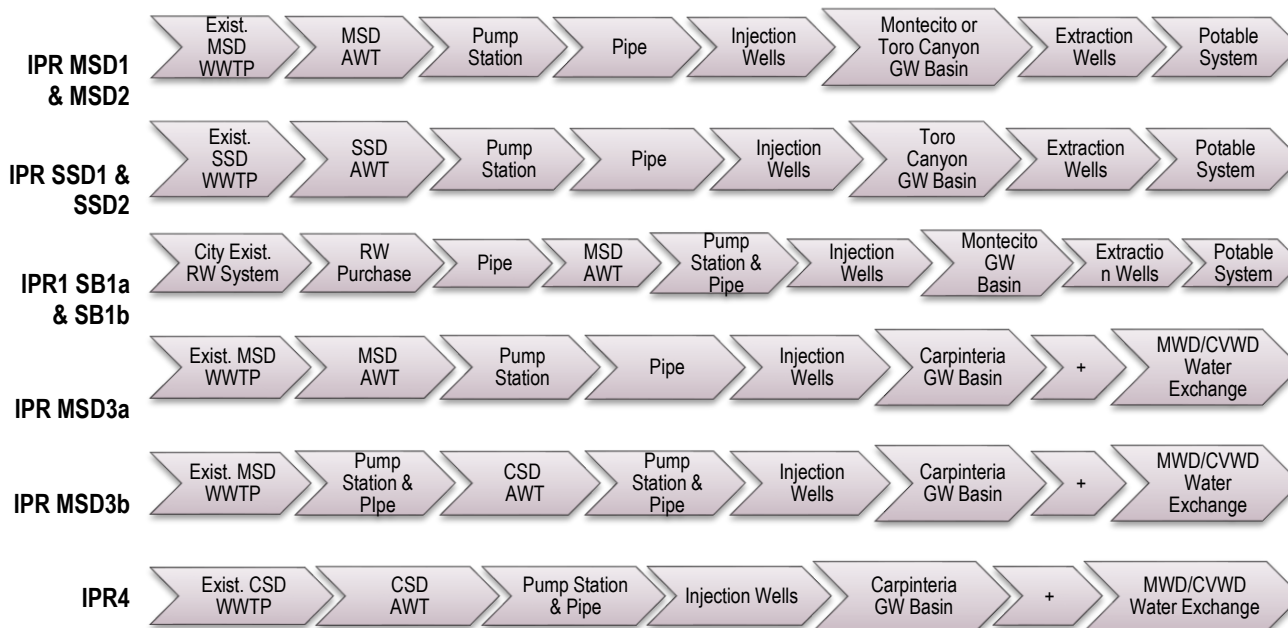 IPR MSD1
& MSD2
Exist.
MSD
WWTP
MSD
AWT
Pump
Station
Pipe
Injection
Wells
Montecito or
Toro Canyon
GW Basin
Extraction
Wells
Potable
System
IPR SSD1 &
SSD2
Exist.
SSD
WWTP
SSD
AWT
Pump
Station
Pipe
Injection
Wells
Toro
Canyon
GW Basin
Extraction
Wells
Potable
System
IPR1 SB1a
& SB1b
City Exist.
RW System
RW
Purchase
Pipe
MSD
AWT
Pump
Station &
Pipe
Injection
Wells
Montecito
GW
Basin
Extractio
n Wells
Potable
System
IPR MSD3a
Exist. MSD
WWTP
MSD
AWT
Pump
Station
Pipe
Injection
Wells
Carpinteria
GW Basin
+
MWD/CVWD
Water
Exchange
IPR MSD3b
Exist. MSD
WWTP
Pump
Station &
PIpe
CSD
AWT
Pump
Station &
Pipe
Injection
Wells
Carpinteria
GW Basin
+
MWD/CVWD
Water
Exchange
IPR4
Exist. CSD
WWTP
CSD
AWT
Pump Station
& Pipe
Injection Wells
Carpinteria
GW Basin
+
MWD/CVWD
Water Exchange